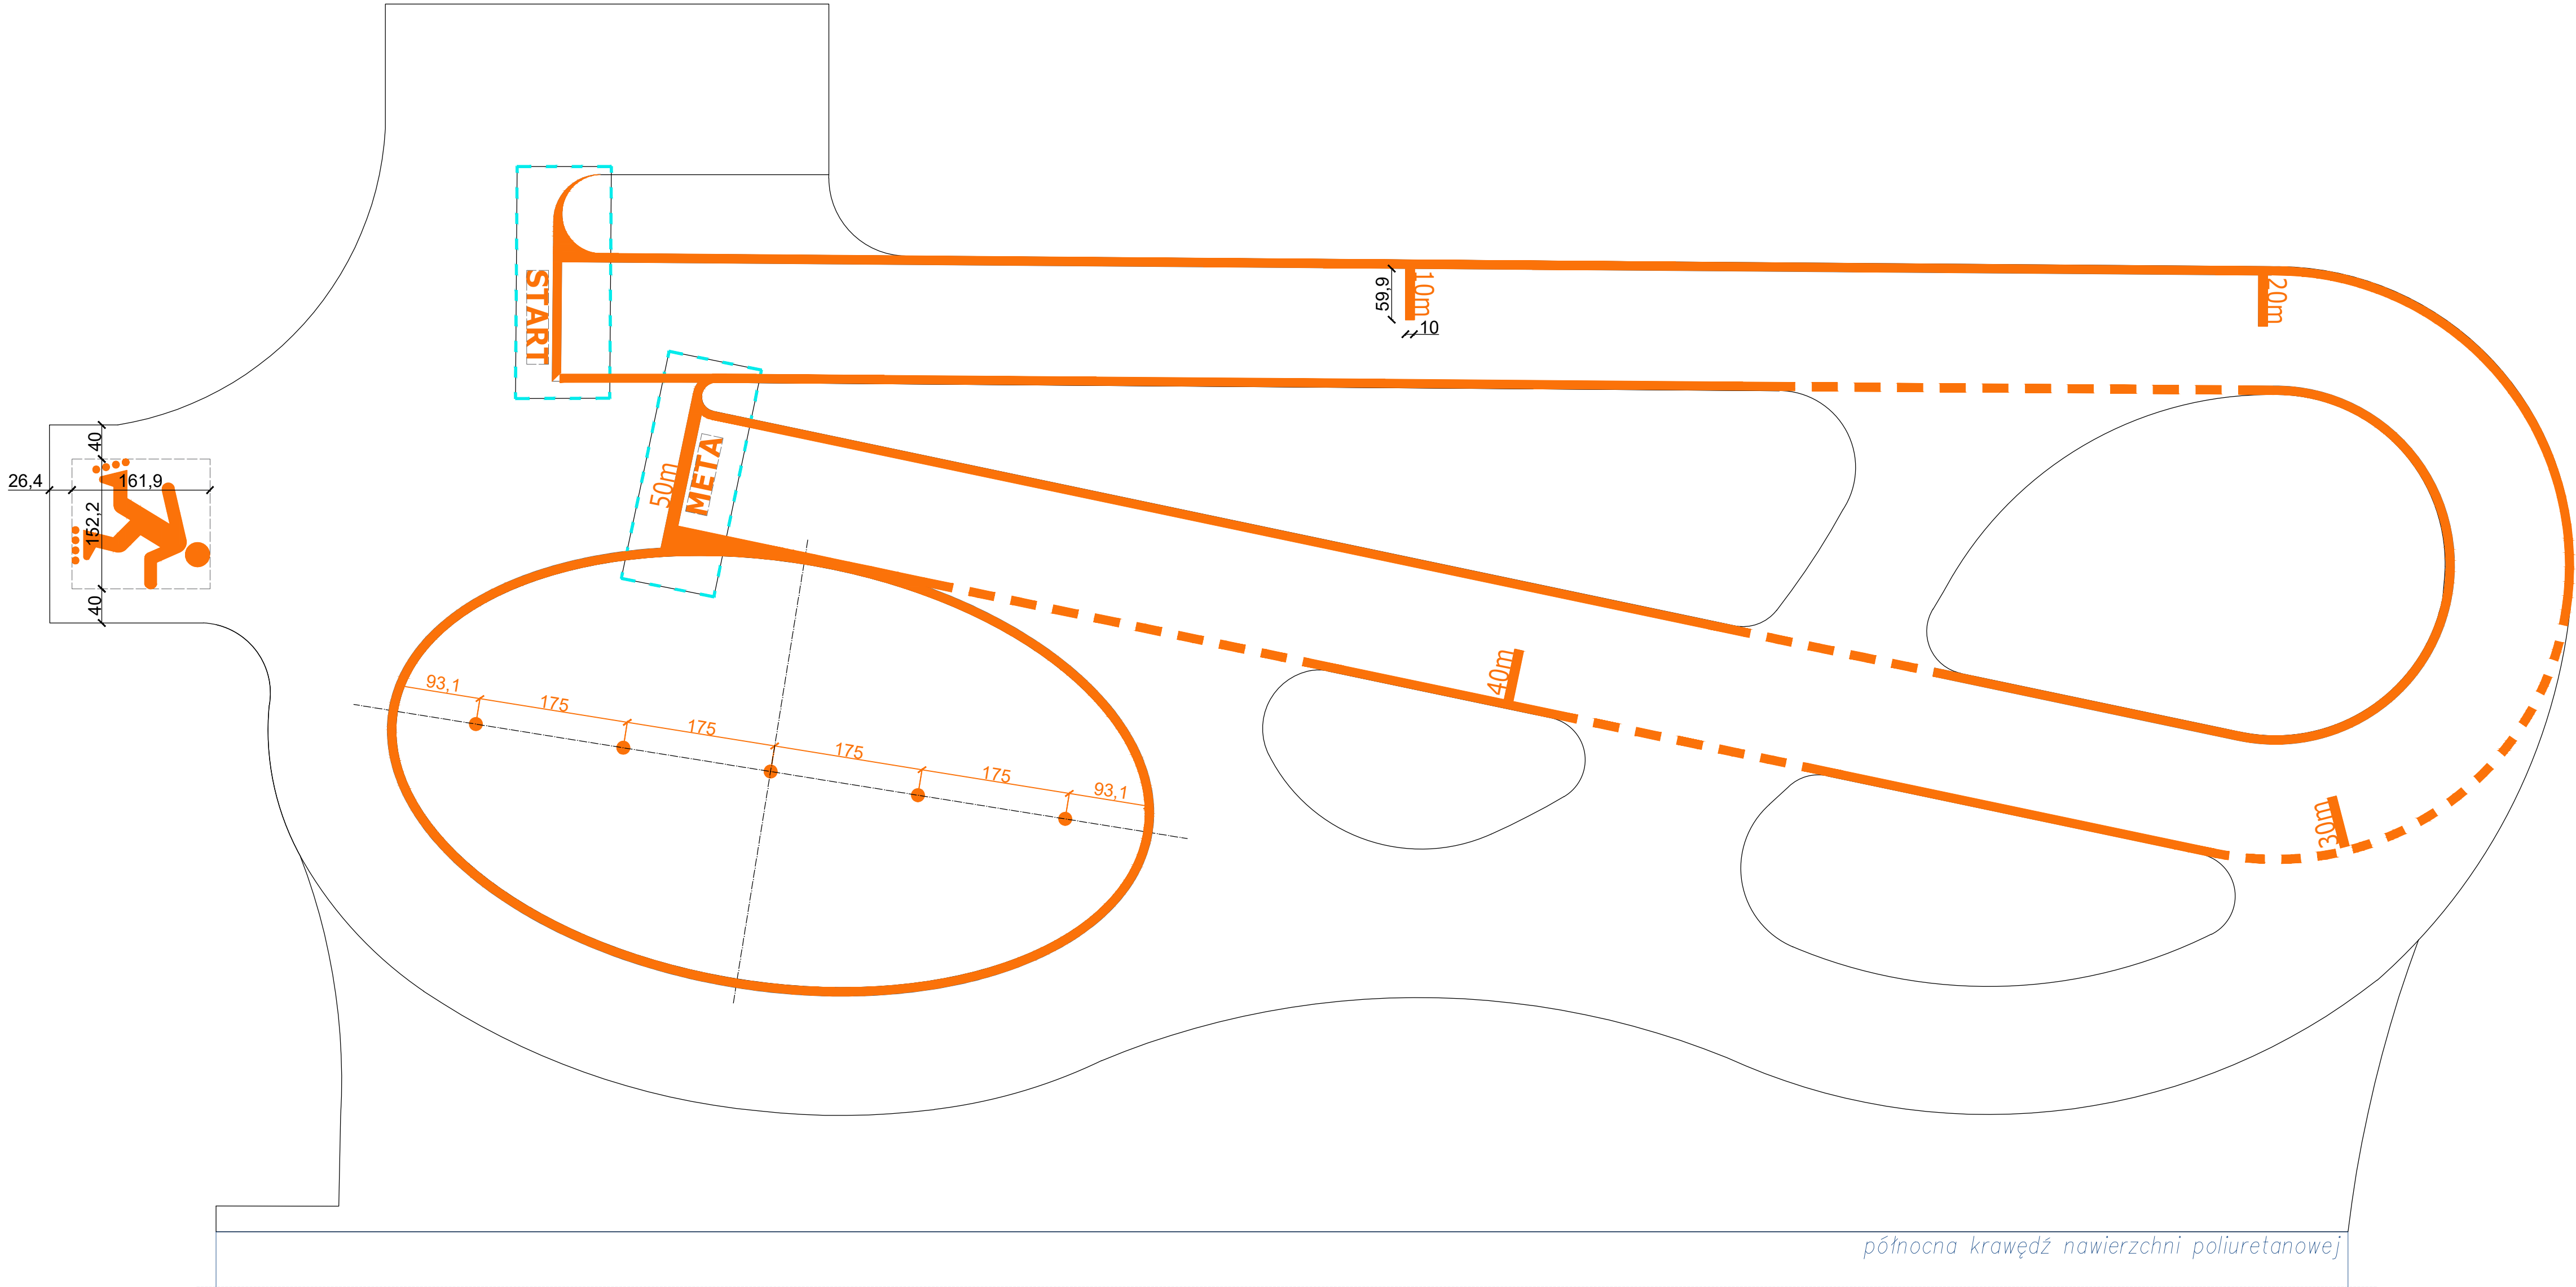 START
10m
59,9
10
20m
50m
META
40
26,4
161,9
152,2
40
40m
30m
93,1
175
175
175
175
93,1
północna krawędź nawierzchni poliuretanowej